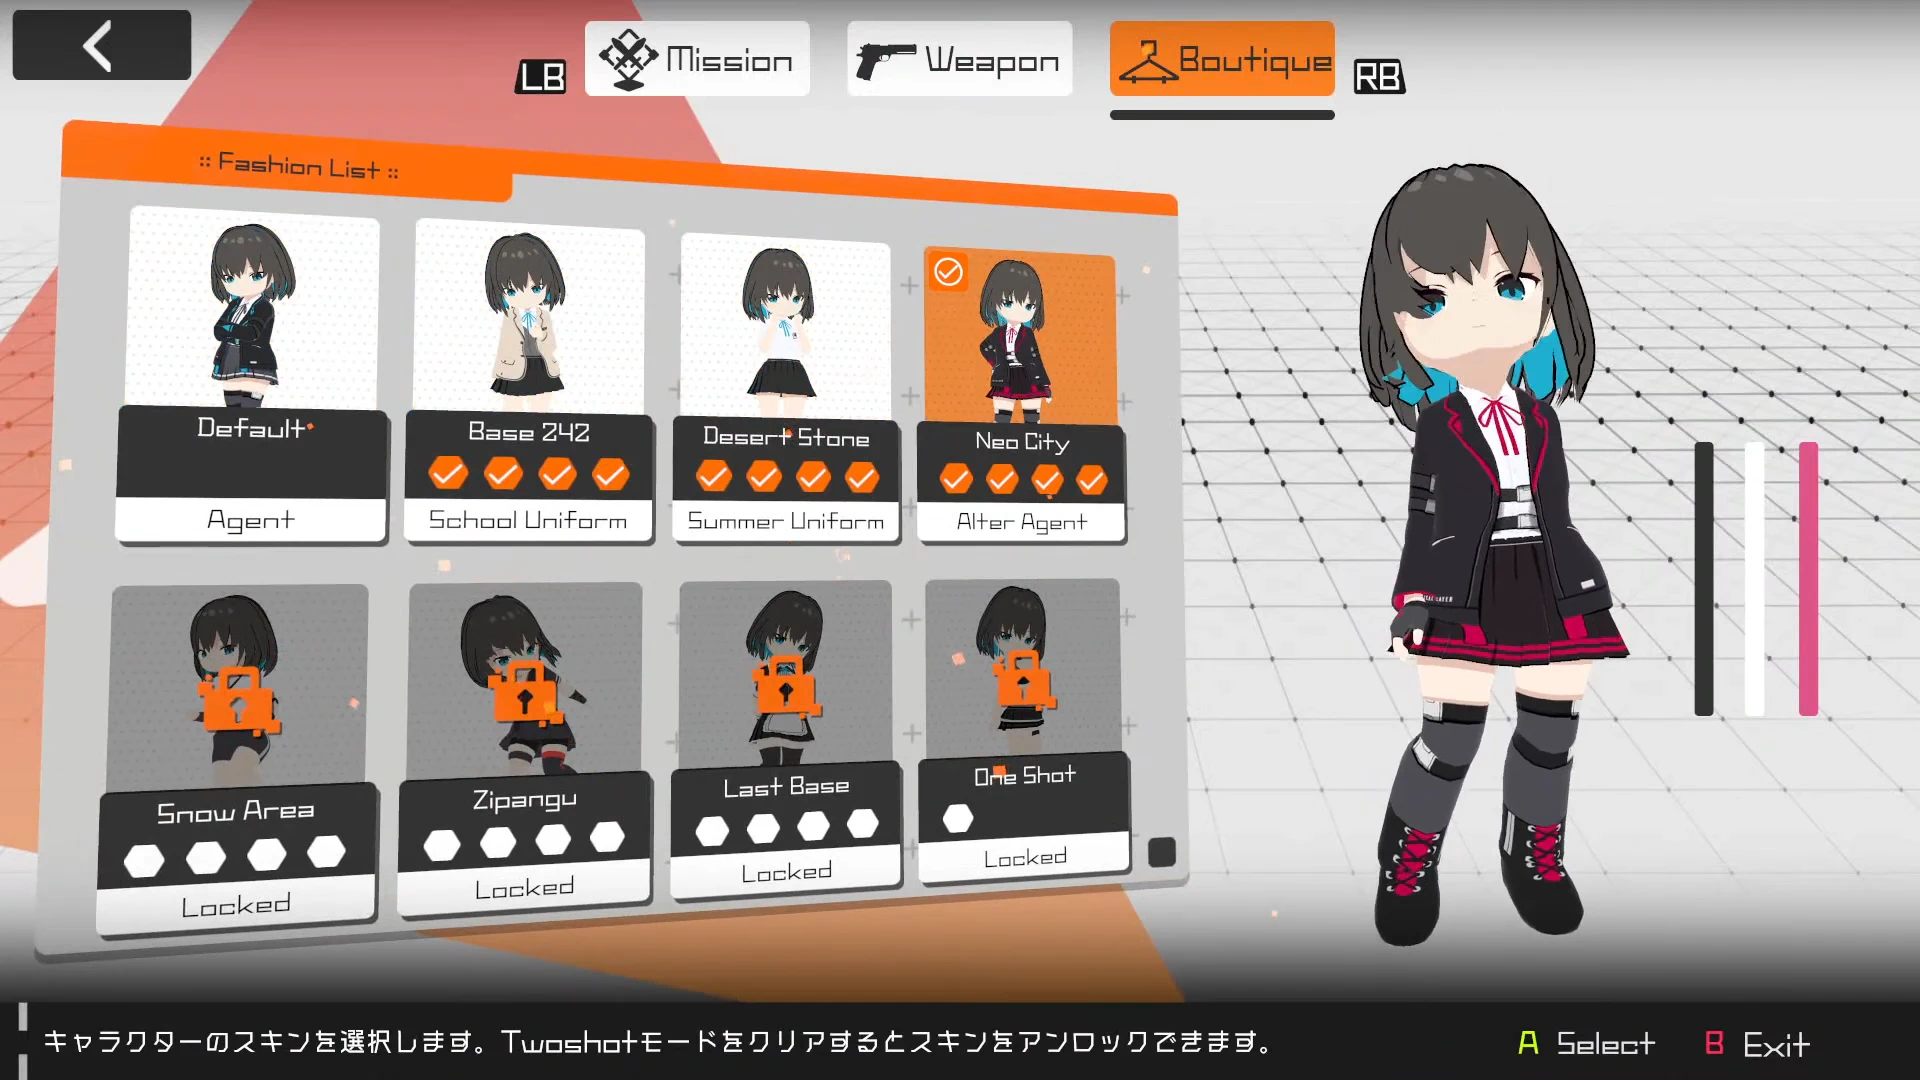 LB
Mission
Weapon
Boutique
RB
:: Fashion List ::
Default
Agent
Base 242
School Uniform
Desert Stone
Summer Uniform
Neo City
Alter Agent
Snow Area
Locked
Zipangu
Locked
Last Base
Locked
One Shot
Locked
キャラクターのスキンを選択します。Twoshotモードをクリアするとスキンをアンロックできます。
A Select
B Exit